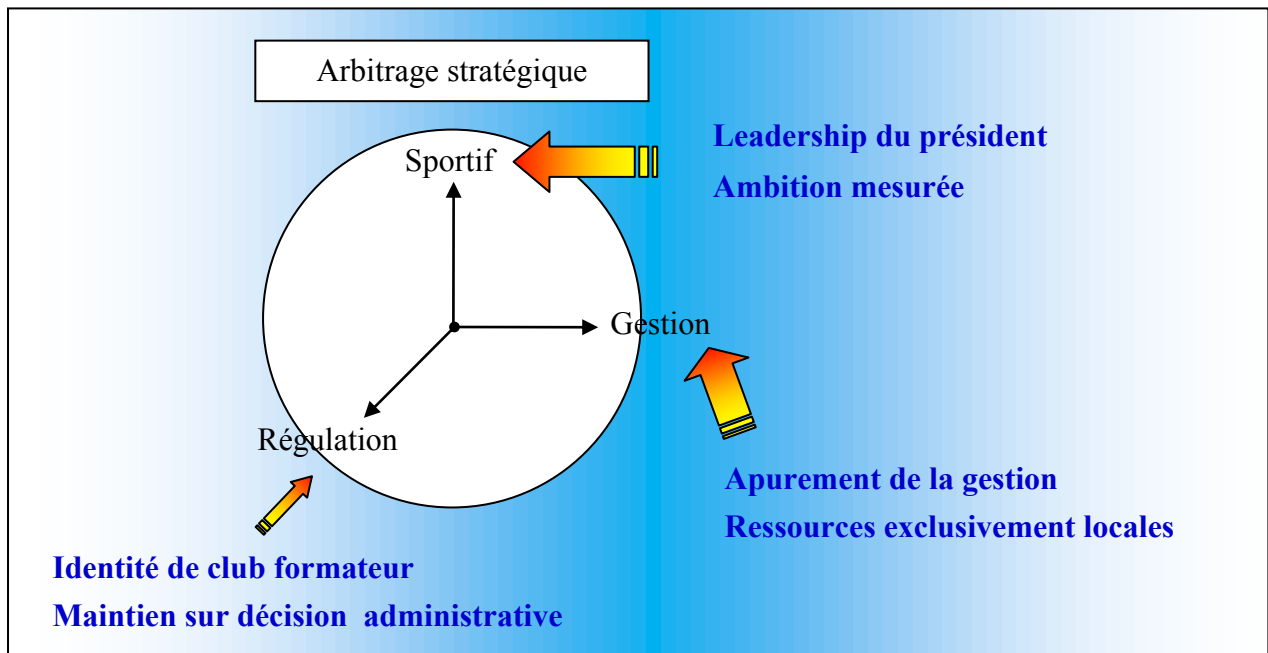 Arbitrage stratégique
Sportif
Leadership du président
Ambition mesurée
Gestion
Régulation
Apurement de la gestion
Ressources exclusivement locales
Identité de club formateur
Maintien sur décision  administrative